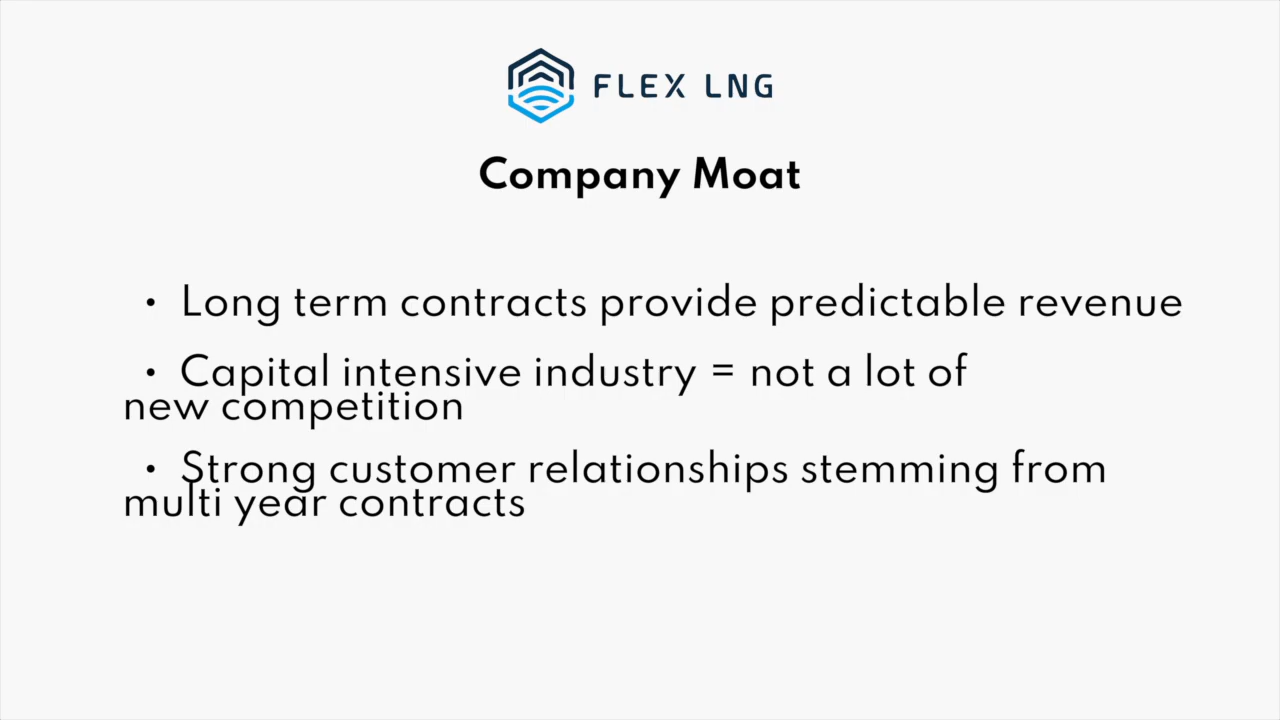 FLEX LNG
Company Moat
• Long term contracts provide predictable revenue
• Capital intensive industry = not a lot of
new competition
• Strong customer relationships stemming from
multi year contracts